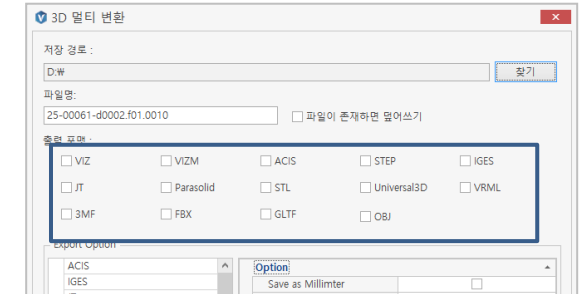 3D 멀티 변환
저장 경로 :
D:₩ 찾기
파일명:
25-00061-d0002.f01.0010 파일이 존재하면 덮어쓰기
출력 포맷 :
VIZ VIZM ACIS STEP IGES
JT Parasolid STL Universal3D VRML
3MF FBX GLTF OBJ
Export Option
ACIS Option
IGES Save as Millimter